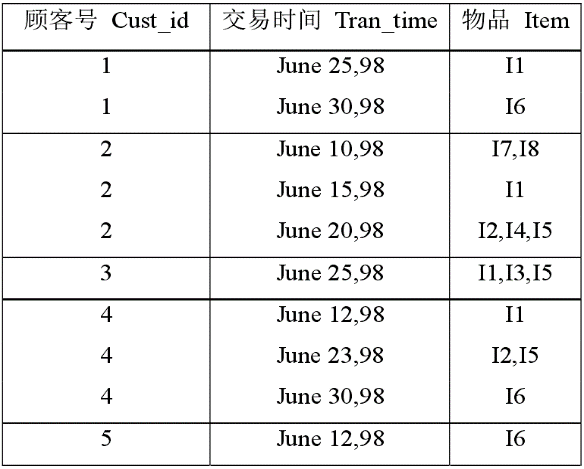 顾客号 Cust_id 交易时间 Tran_time 物品 Item
1 June 25,98 I1
1 June 30,98 I6
2 June 10,98 I7,I8
2 June 15,98 I1
2 June 20,98 I2,I4,I5
3 June 25,98 I1,I3,I5
4 June 12,98 I1
4 June 23,98 I2,I5
4 June 30,98 I6
5 June 12,98 I6